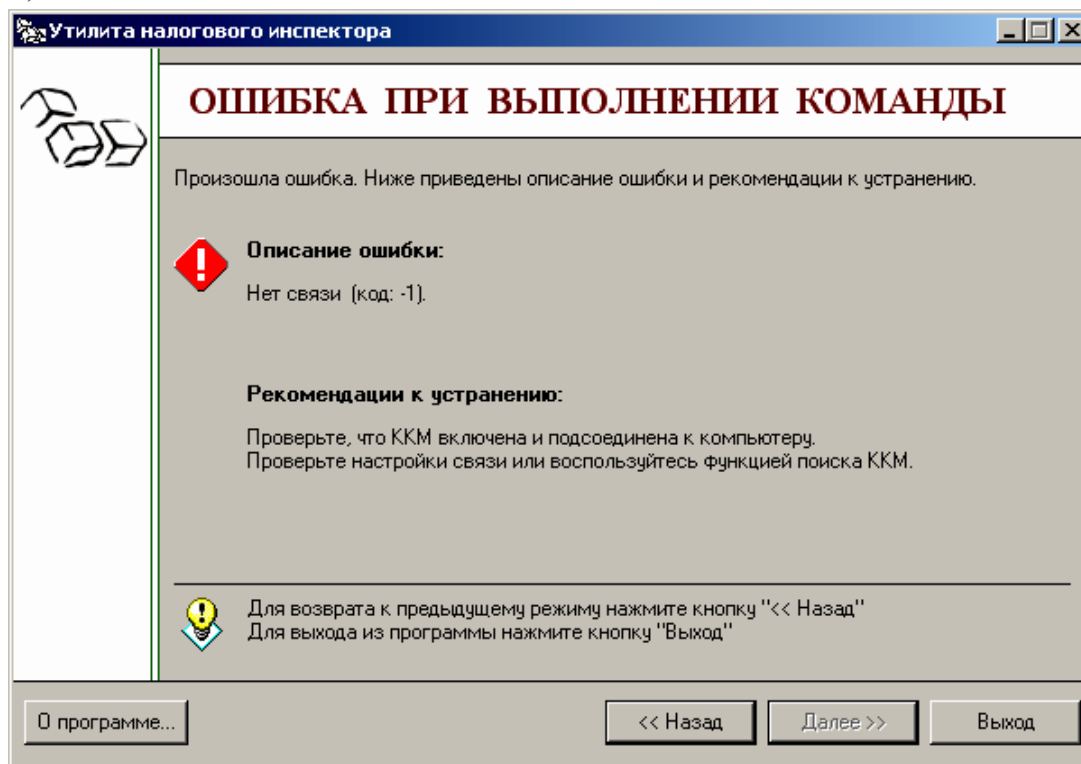 Утилита налогового инспектора
ОШИБКА ПРИ ВЫПОЛНЕНИИ КОМАНДЫ
Произошла ошибка. Ниже приведены описание ошибки и рекомендации к устранению.
Описание ошибки:
Нет связи (код: -1).
Рекомендации к устранению:
Проверьте, что ККМ включена и подсоединена к компьютеру.
Проверьте настройки связи или воспользуйтесь функцией поиска ККМ.
Для возврата к предыдущему режиму нажмите кнопку "<< Назад"
Для выхода из программы нажмите кнопку "Выход"
О программе... << Назад Далее >> Выход